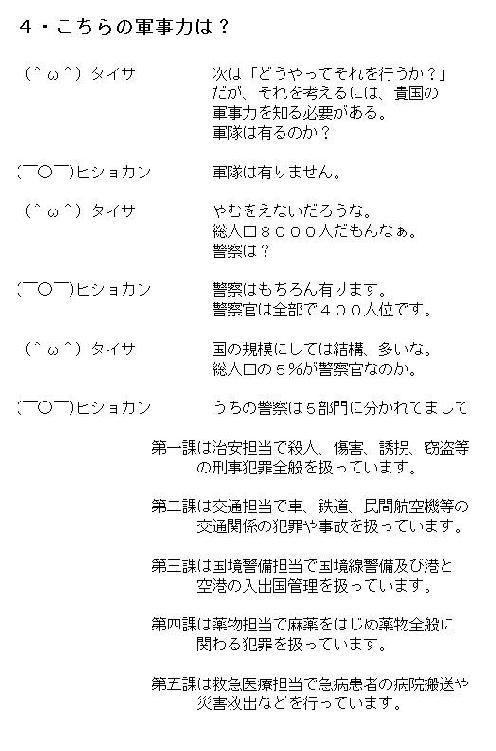 ４・こちらの軍事力は？
（＾ω＾）タイサ　次は「どうやってそれを行うか？」
だが、それを考えるには、貴国の
軍事力を知る必要がある。
軍隊は有るのか？
(￣○￣)ヒショカン　軍隊は有りません。
（＾ω＾）タイサ　やむをえないだろうな。
総人口８０００人だもんなぁ。
警察は？
(￣○￣)ヒショカン　警察はもちろん有ります。
警察官は全部で４００人位です。
（＾ω＾）タイサ　国の規模にしては結構、多いな。
総人口の５％が警察官なのか。
(￣○￣)ヒショカン　うちの警察は５部門に分かれてまして
第一課は治安担当で殺人、傷害、誘拐、窃盗等
の刑事犯罪全般を扱っています。
第二課は交通担当で車、鉄道、民間航空機等の
交通関係の犯罪や事故を扱っています。
第三課は国境警備担当で国境線警備及び港と
空港の入出国管理を扱っています。
第四課は薬物担当で麻薬をはじめ薬物全般に
関わる犯罪を扱っています。
第五課は救急医療担当で急病患者の病院搬送や
災害救出などを行っています。